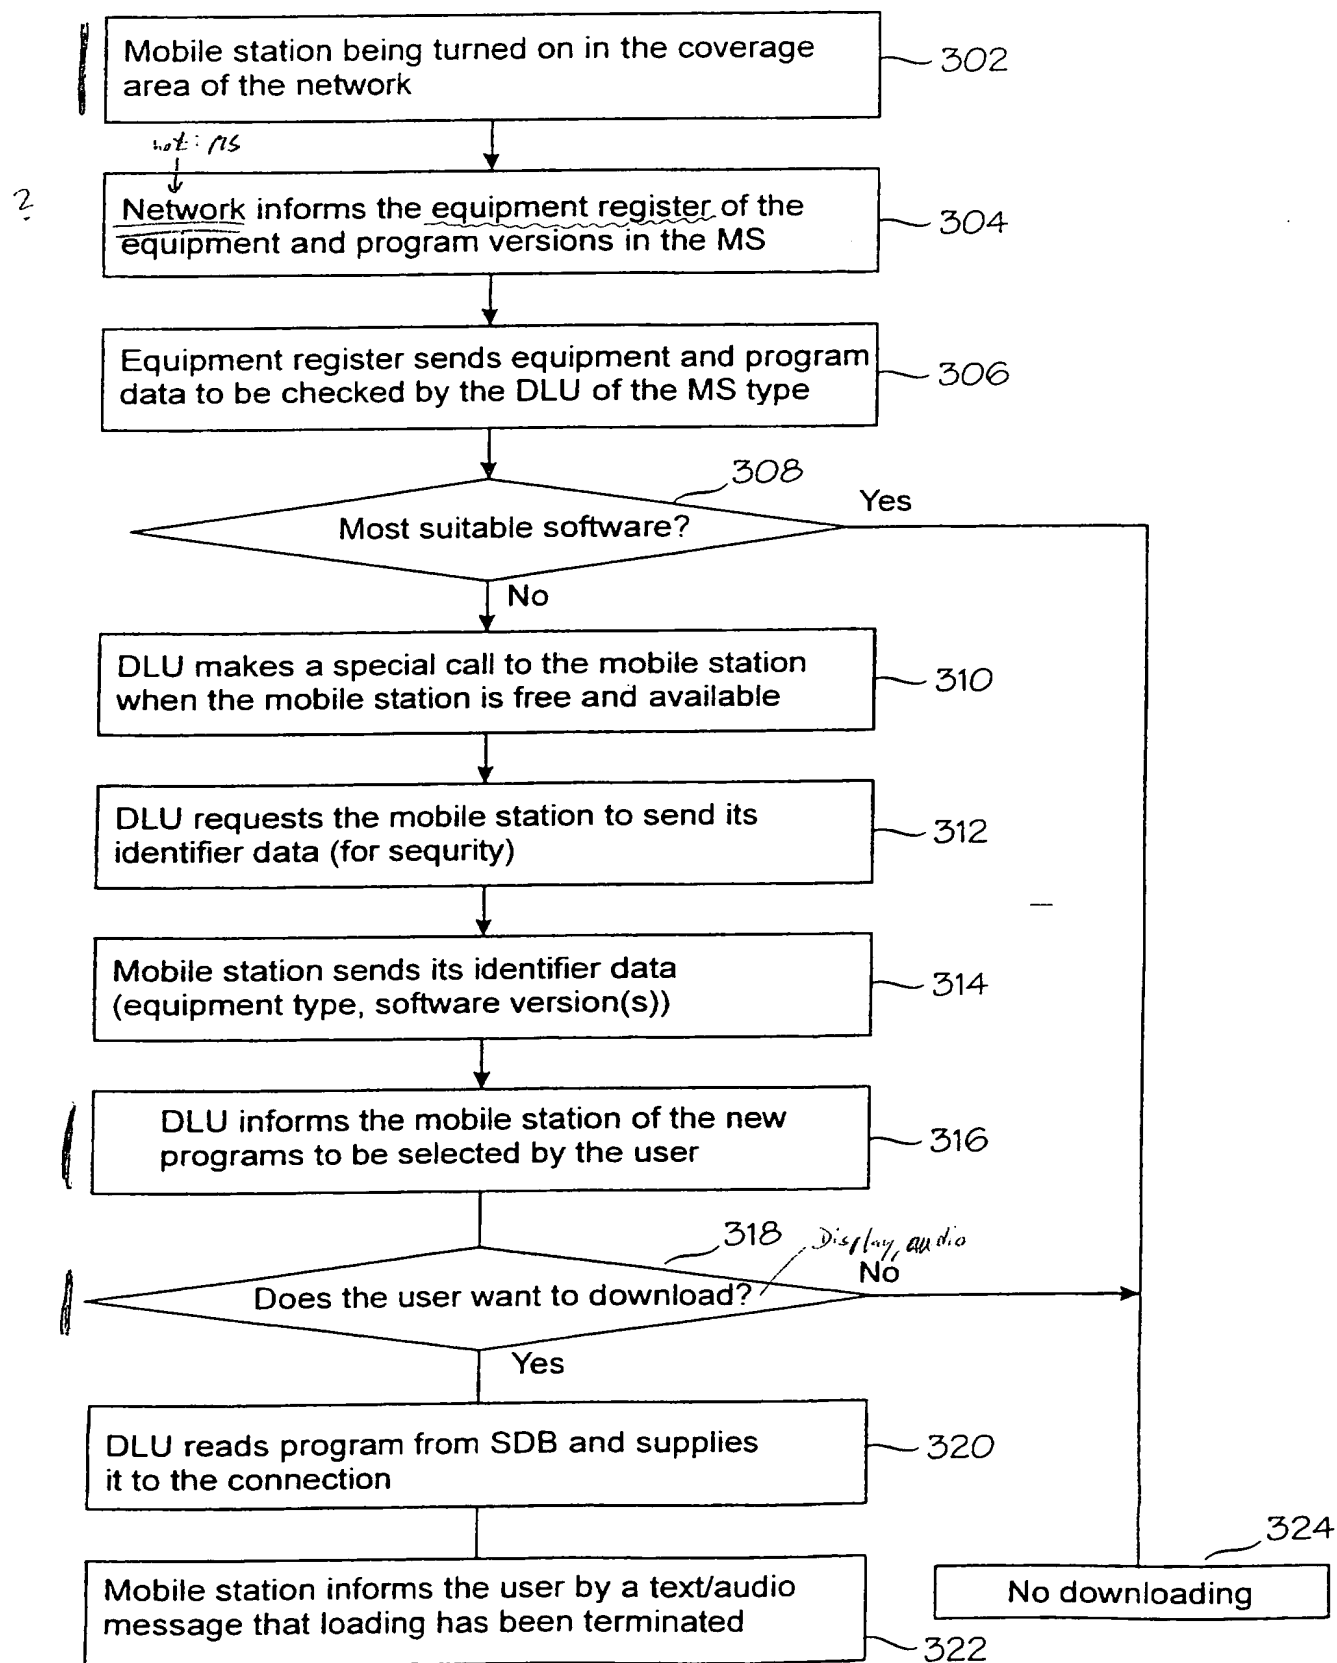 Mobile station being turned on in the coverage
area of the network
302
not: MS
?
Network informs the equipment register of the
equipment and program versions in the MS
304
Equipment register sends equipment and program
data to be checked by the DLU of the MS type
306
308
Most suitable software?
Yes
No
DLU makes a special call to the mobile station
when the mobile station is free and available
310
DLU requests the mobile station to send its
identifier data (for sequrity)
312
Mobile station sends its identifier data
(equipment type, software version(s))
314
DLU informs the mobile station of the new
programs to be selected by the user
316
318
Display, audio
Does the user want to download?
No
Yes
DLU reads program from SDB and supplies
it to the connection
320
324
No downloading
Mobile station informs the user by a text/audio
message that loading has been terminated
322